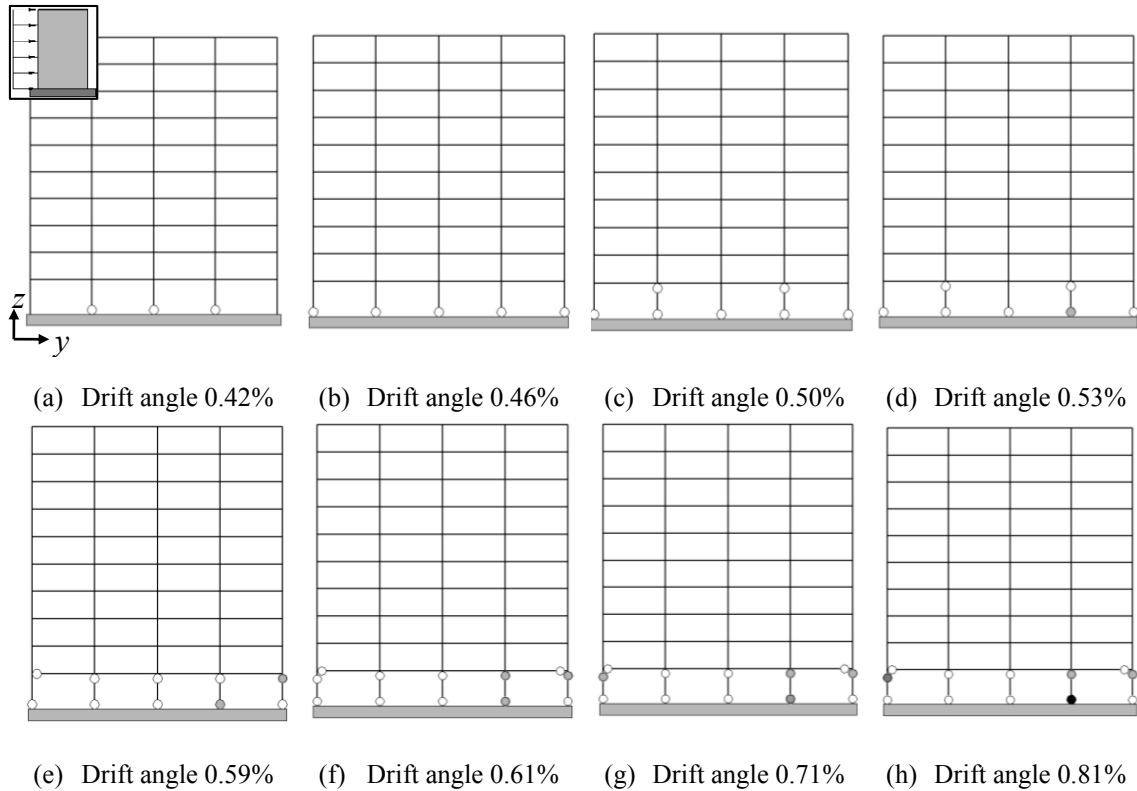 z
y
(a) Drift angle 0.42%
(b) Drift angle 0.46%
(c) Drift angle 0.50%
(d) Drift angle 0.53%
(e) Drift angle 0.59%
(f) Drift angle 0.61%
(g) Drift angle 0.71%
(h) Drift angle 0.81%